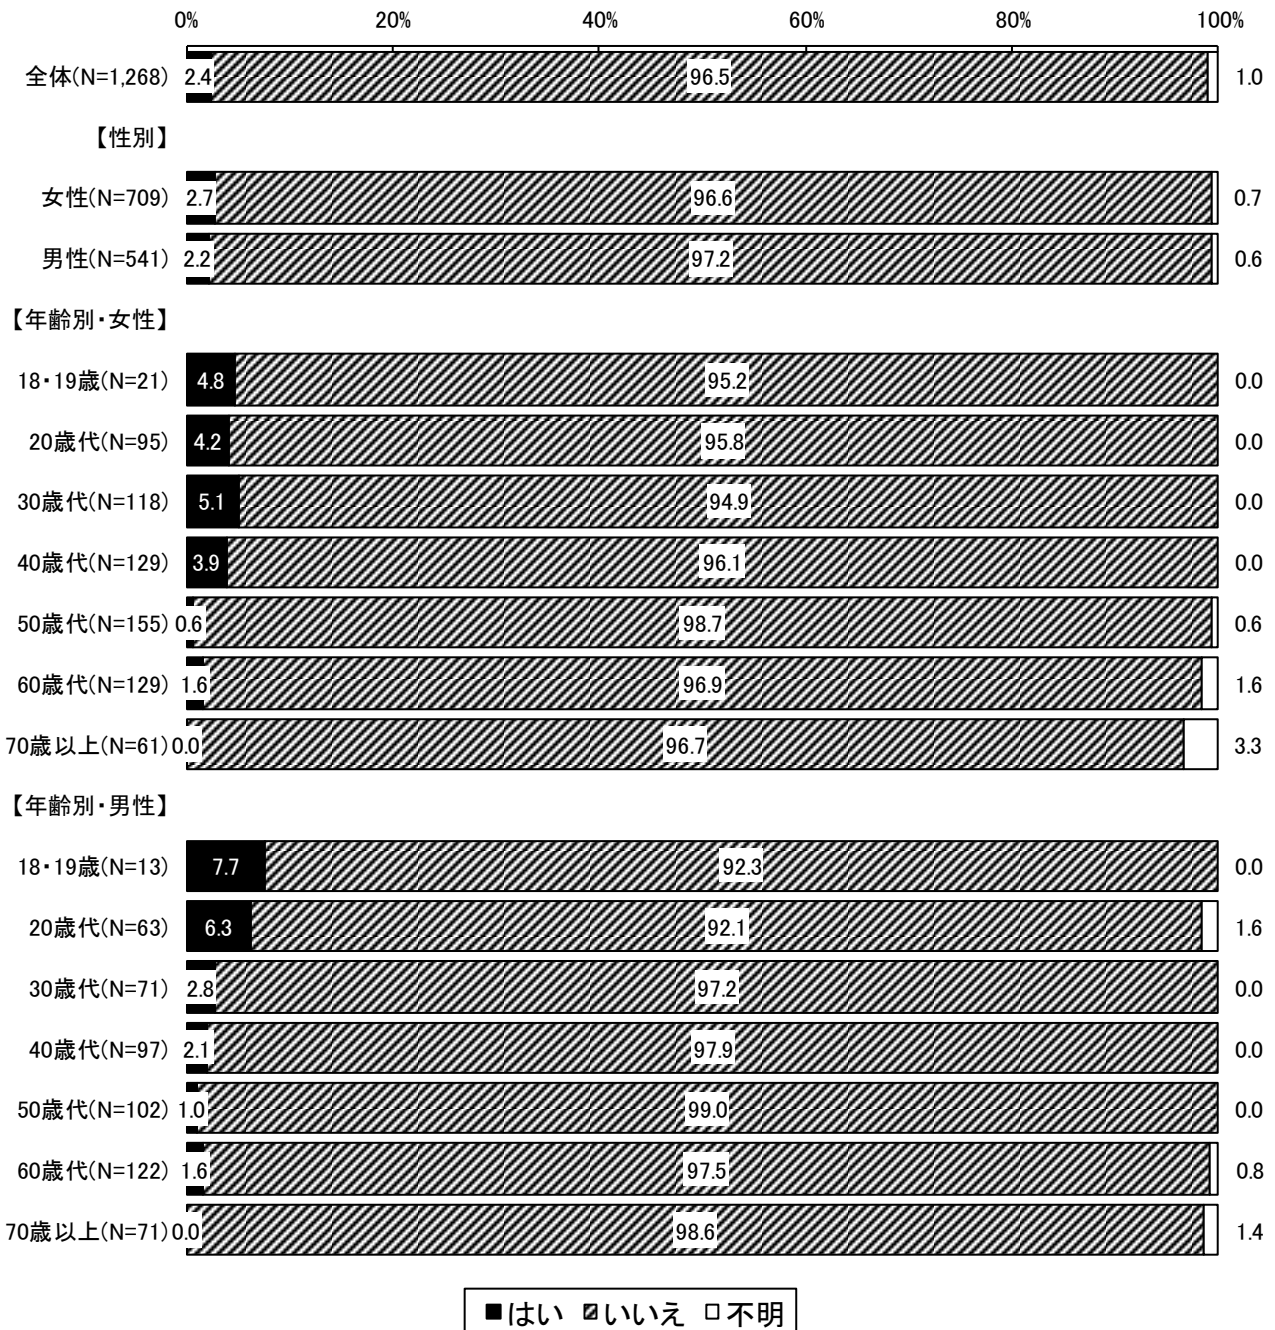 0% 20% 40% 60% 80% 100%
全体(N=1,268) 2.4 96.5 1.0
【性別】
女性(N=709) 2.7 96.6 0.7
男性(N=541) 2.2 97.2 0.6
【年齢別・女性】
18・19歳(N=21) 4.8 95.2 0.0
20歳代(N=95) 4.2 95.8 0.0
30歳代(N=118) 5.1 94.9 0.0
40歳代(N=129) 3.9 96.1 0.0
50歳代(N=155) 0.6 98.7 0.6
60歳代(N=129) 1.6 96.9 1.6
70歳以上(N=61) 0.0 96.7 3.3
【年齢別・男性】
18・19歳(N=13) 7.7 92.3 0.0
20歳代(N=63) 6.3 92.1 1.6
30歳代(N=71) 2.8 97.2 0.0
40歳代(N=97) 2.1 97.9 0.0
50歳代(N=102) 1.0 99.0 0.0
60歳代(N=122) 1.6 97.5 0.8
70歳以上(N=71) 0.0 98.6 1.4
はい いいえ 不明